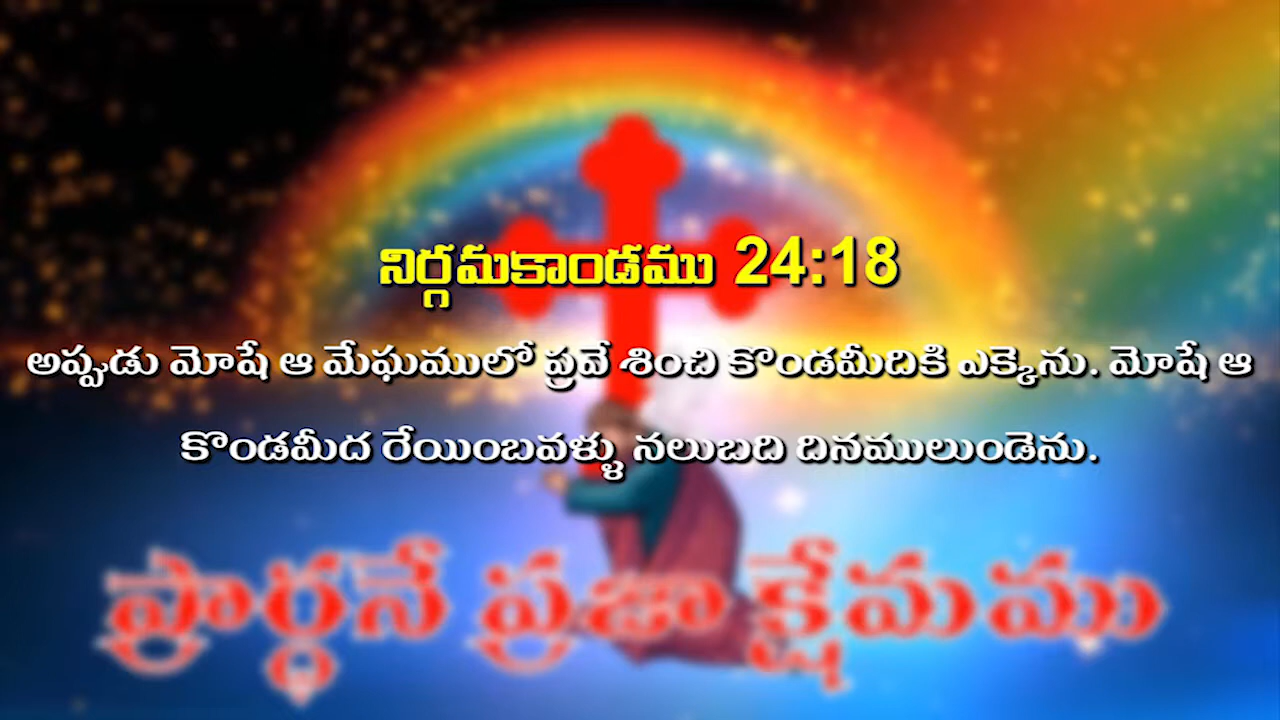 నిర్గమకాండము 24:18
అప్పుడు మోషే ఆ మేఘములో ప్రవే శించి కొండమీదికి ఎక్కెను. మోషే ఆ
కొండమీద రేయింబవళ్ళు నలుబది దినములుండెను.
ప్రార్థనే ప్రజా క్షేమము